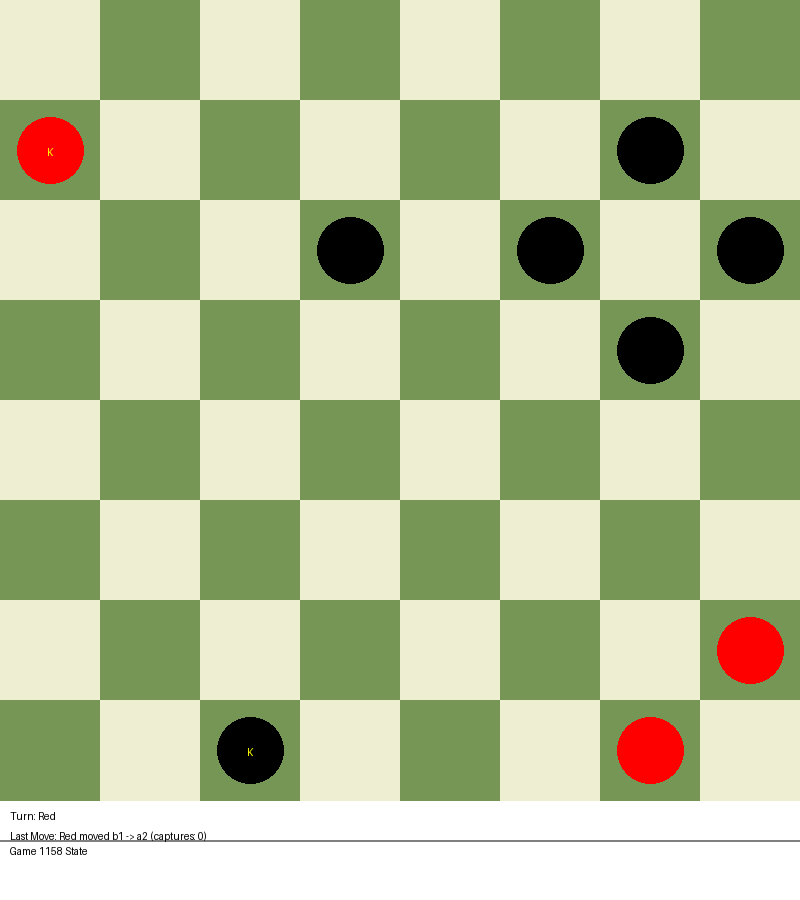 K
K
Turn: Red
Last Move: Red moved b1 -> a2 (captures: 0)
Game 1158 State